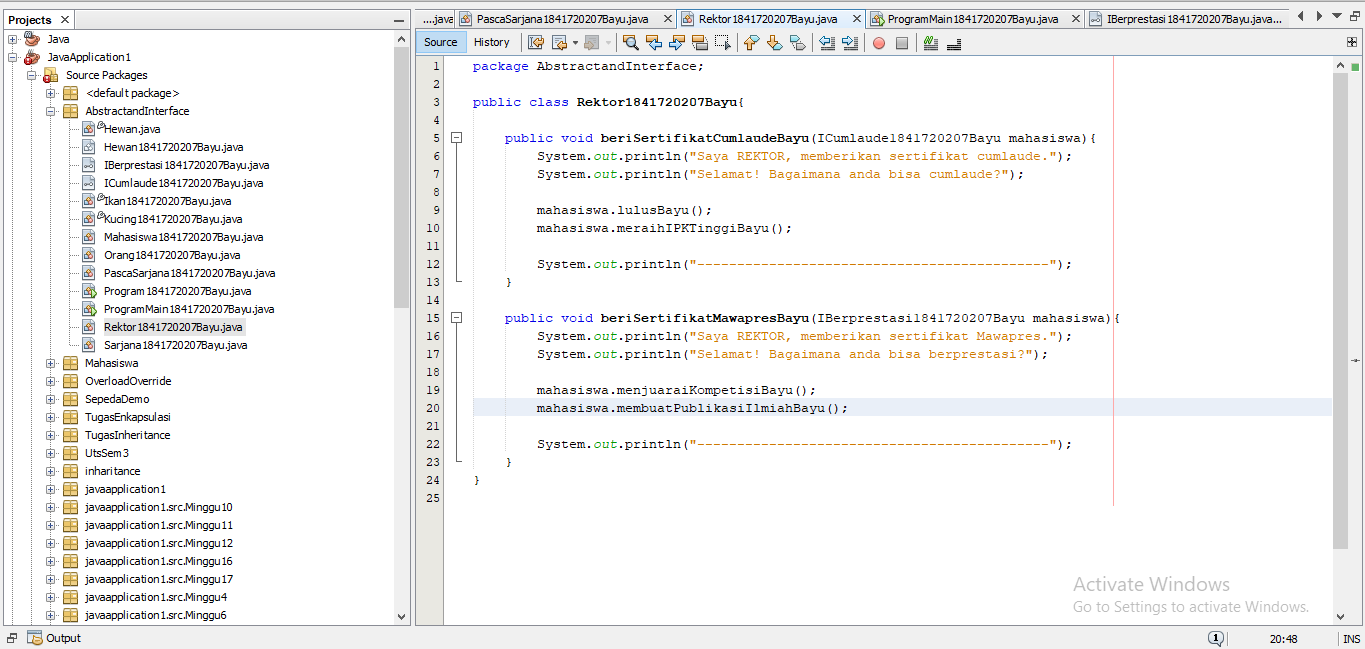 Projects
Java
JavaApplication1
Source Packages
<default package>
AbstractandInterface
Hewan.java
Hewan1841720207Bayu.java
IBerprestasi1841720207Bayu.java
ICumlaude1841720207Bayu.java
Ikan1841720207Bayu.java
Kucing1841720207Bayu.java
Mahasiswa1841720207Bayu.java
Orang1841720207Bayu.java
PascaSarjana1841720207Bayu.java
Program1841720207Bayu.java
ProgramMain1841720207Bayu.java
Rektor1841720207Bayu.java
Sarjana1841720207Bayu.java
Mahasiswa
OverloadOverride
SepedaDemo
TugasEnkapsulasi
TugasInheritance
UtsSem3
inharitance
javaapplication1
javaapplication1.src.Minggu10
javaapplication1.src.Minggu11
javaapplication1.src.Minggu12
javaapplication1.src.Minggu16
javaapplication1.src.Minggu17
javaapplication1.src.Minggu4
javaapplication1.src.Minggu6
....java PascaSarjana1841720207Bayu.java Rektor1841720207Bayu.java ProgramMain1841720207Bayu.java IBerprestasi1841720207Bayu.java...
Source History
1 package AbstractandInterface;
2
3 public class Rektor1841720207Bayu{
4
5 public void beriSertifikatCumlaudeBayu(ICumlaude1841720207Bayu mahasiswa){
6 System.out.println("Saya REKTOR, memberikan sertifikat cumlaude.");
7 System.out.println("Selamat! Bagaimana anda bisa cumlaude?");
8
9 mahasiswa.lulusBayu();
10 mahasiswa.meraihIPKTinggiBayu();
11
12 System.out.println("--------------------------------------------");
13 }
14
15 public void beriSertifikatMawapresBayu(IBerprestasi1841720207Bayu mahasiswa){
16 System.out.println("Saya REKTOR, memberikan sertifikat Mawapres.");
17 System.out.println("Selamat! Bagaimana anda bisa berprestasi?");
18
19 mahasiswa.menjuaraiKompetisiBayu();
20 mahasiswa.membuatPublikasiIlmiahBayu();
21
22 System.out.println("--------------------------------------------");
23 }
24 }
25
Activate Windows
Go to Settings to activate Windows.
Output
1
20:48
INS